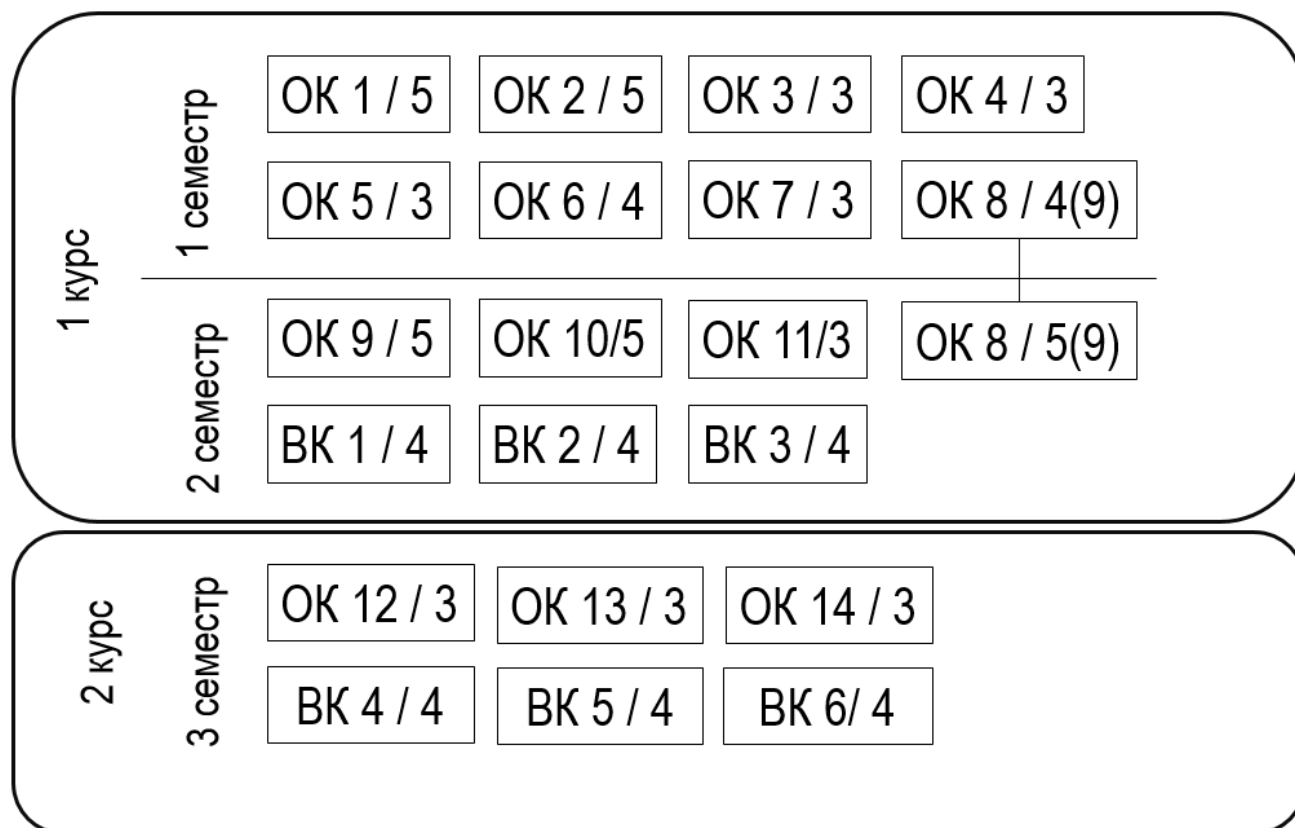 1 курс
1 семестр
ОК 1 / 5
ОК 2 / 5
ОК 3 / 3
ОК 4 / 3
ОК 5 / 3
ОК 6 / 4
ОК 7 / 3
ОК 8 / 4(9)
2 семестр
ОК 9 / 5
ОК 10/5
ОК 11/3
ОК 8 / 5(9)
ВК 1 / 4
ВК 2 / 4
ВК 3 / 4
2 курс
3 семестр
ОК 12 / 3
ОК 13 / 3
ОК 14 / 3
ВК 4 / 4
ВК 5 / 4
ВК 6/ 4